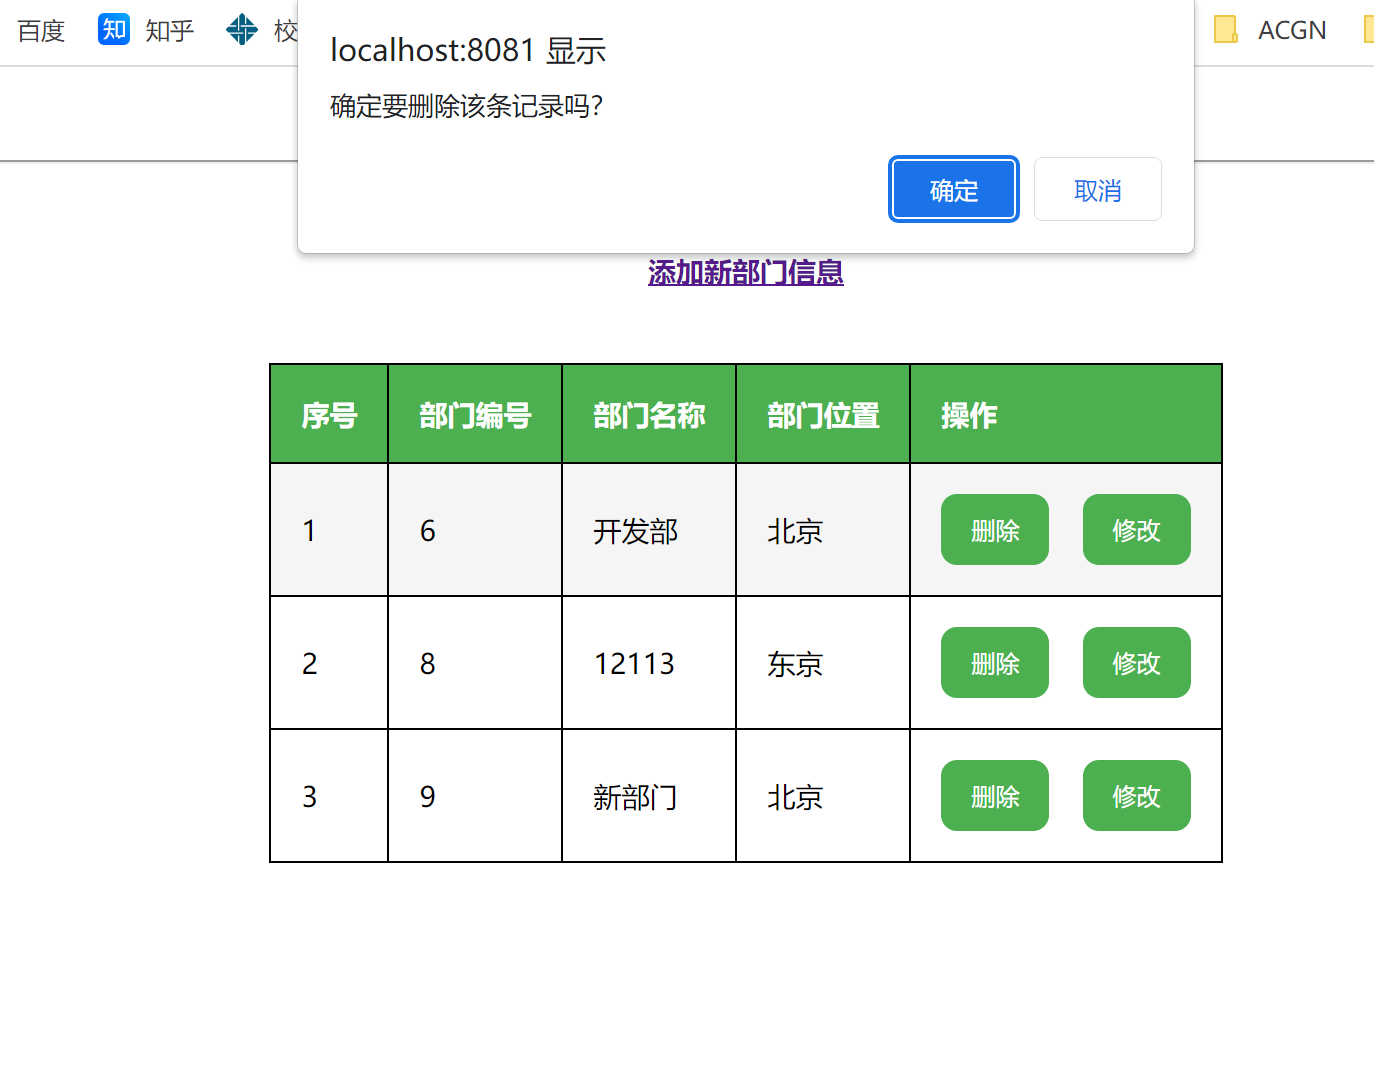 百度 知 知乎 校 ACGN
localhost:8081 显示
确定要删除该条记录吗?
确定 取消
添加新部门信息
序号 部门编号 部门名称 部门位置 操作
1 6 开发部 北京 删除 修改
2 8 12113 东京 删除 修改
3 9 新部门 北京 删除 修改